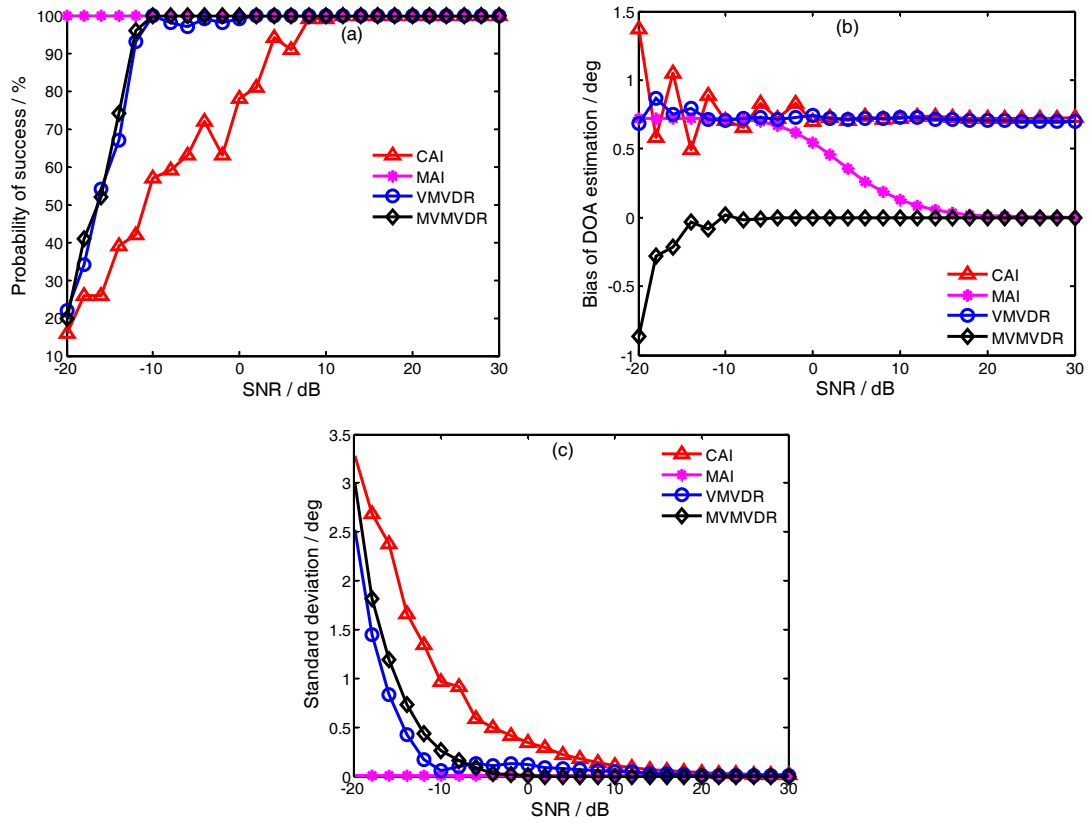 (a)
Probability of success / %
100
90
80
70
60
50
40
30
20
10
-20
-10
0
10
20
30
SNR / dB
CAI
MAI
VMVDR
MVMVDR
(b)
Bias of DOA estimation / deg
1.5
1
0.5
0
-0.5
-1
-20
-10
0
10
20
30
SNR / dB
CAI
MAI
VMVDR
MVMVDR
(c)
Standard deviation / deg
3.5
3
2.5
2
1.5
1
0.5
0
-20
-10
0
10
20
30
SNR / dB
CAI
MAI
VMVDR
MVMVDR